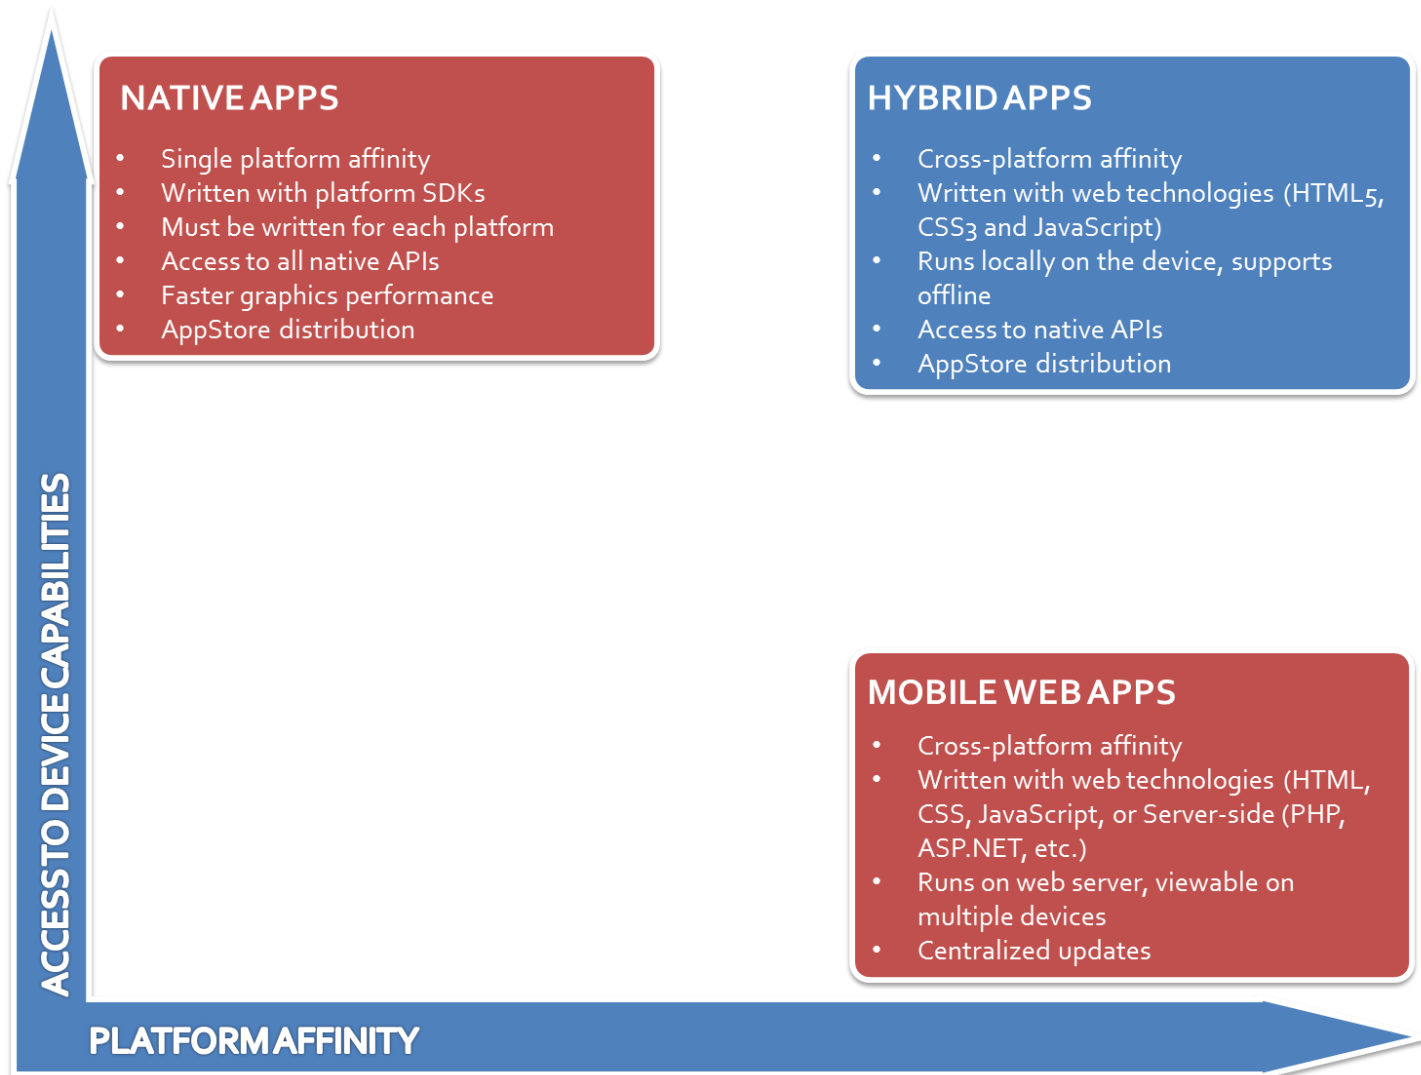 NATIVE APPS
• Single platform affinity
• Written with platform SDKs
• Must be written for each platform
• Access to all native APIs
• Faster graphics performance
• AppStore distribution
HYBRID APPS
• Cross-platform affinity
• Written with web technologies (HTML5,
CSS3 and JavaScript)
• Runs locally on the device, supports
offline
• Access to native APIs
• AppStore distribution
MOBILE WEB APPS
• Cross-platform affinity
• Written with web technologies (HTML,
CSS, JavaScript, or Server-side (PHP,
ASP.NET, etc.)
• Runs on web server, viewable on
multiple devices
• Centralized updates
ACCESS TO DEVICE CAPABILITIES
PLATFORM AFFINITY